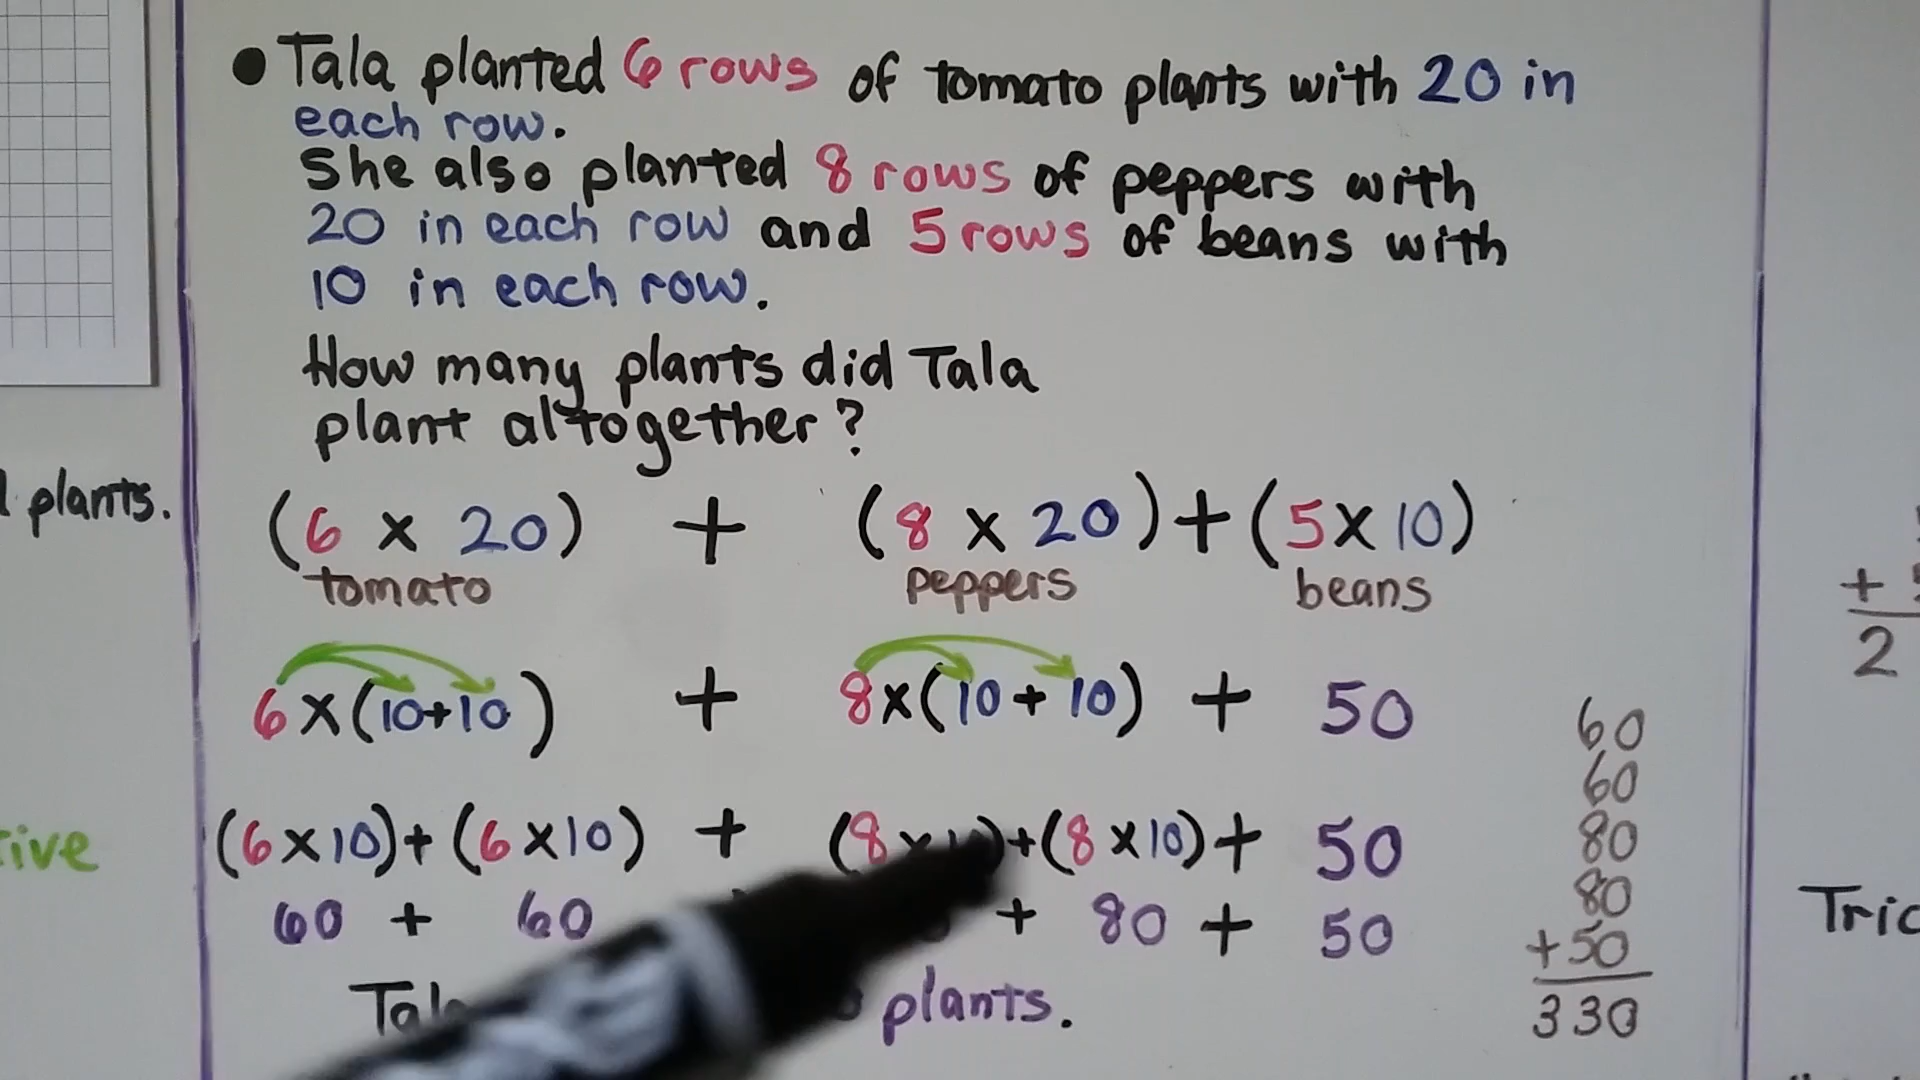 • Tala planted 6 rows of tomato plants with 20 in
each row.
She also planted 8 rows of peppers with
20 in each row and 5 rows of beans with
10 in each row.
How many plants did Tala
plant altogether?
plants.
(6 x 20) + (8 x 20) + (5 x 10)
tomato peppers beans
6 x (10+10) + 8 x (10 + 10) + 50
(6 x 10) + (6 x 10) + (8 x + (8 x 10) + 50
60 + 60 + 80 + 50
plants.
60
60
80
80
+50
330
+
2